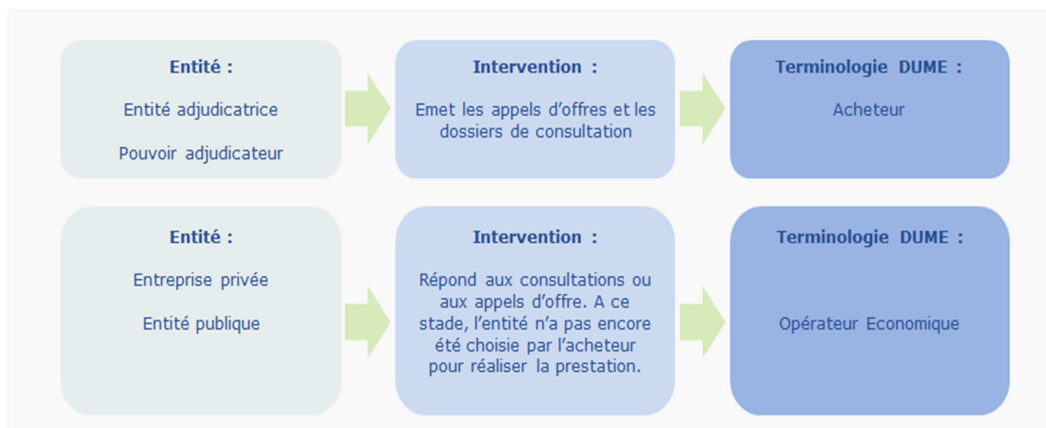 Entité :
Entité adjudicatrice
Pouvoir adjudicateur
Intervention :
Emet les appels d'offres et les
dossiers de consultation
Terminologie DUME :
Acheteur
Entité :
Entreprise privée
Entité publique
Intervention :
Répond aux consultations ou
aux appels d'offre. A ce
stade, l'entité n'a pas encore
été choisie par l'acheteur
pour réaliser la prestation.
Terminologie DUME :
Opérateur Economique